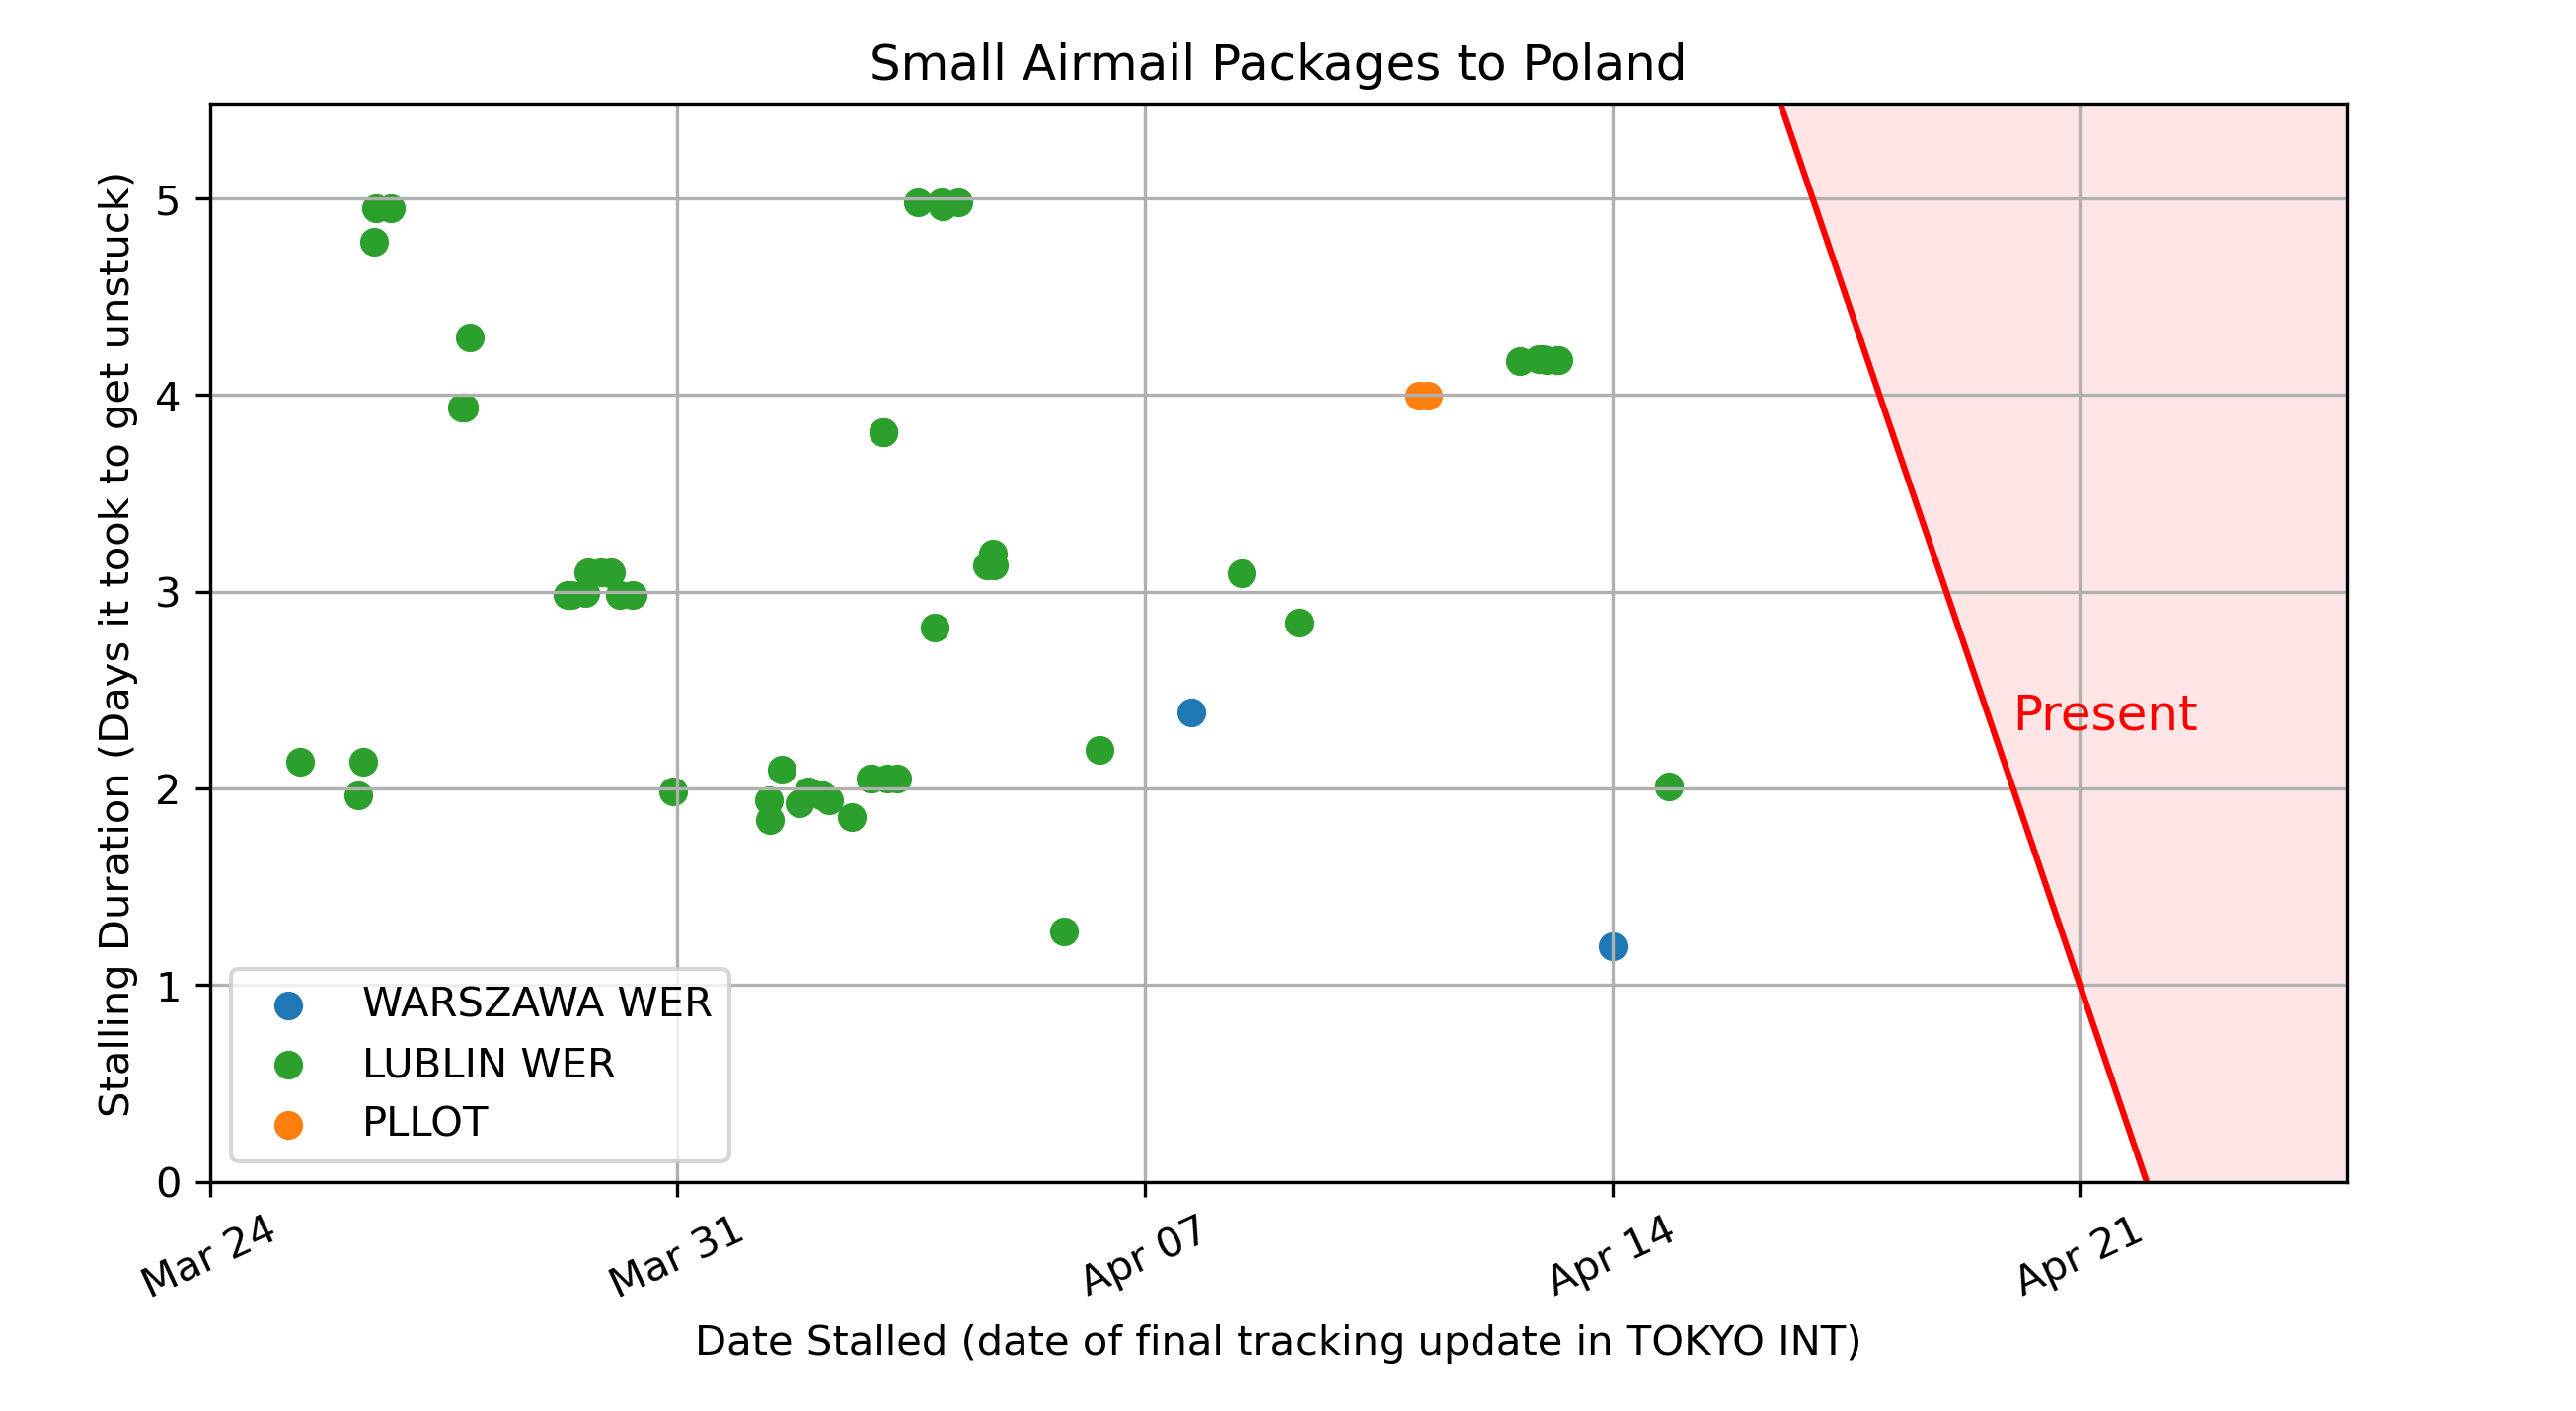 Small Airmail Packages to Poland
Stalling Duration (Days it took to get unstuck)
5
4
3
2
1
0
Present
WARSZAWA WER
LUBLIN WER
PLLOT
Mar 24
Mar 31
Apr 07
Apr 14
Apr 21
Date Stalled (date of final tracking update in TOKYO INT)